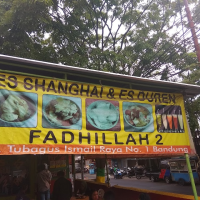 ES SHANGHAI & ES DUREN
FADHILLAH 2
Tubagus Ismail Raya No. 1 Bandung